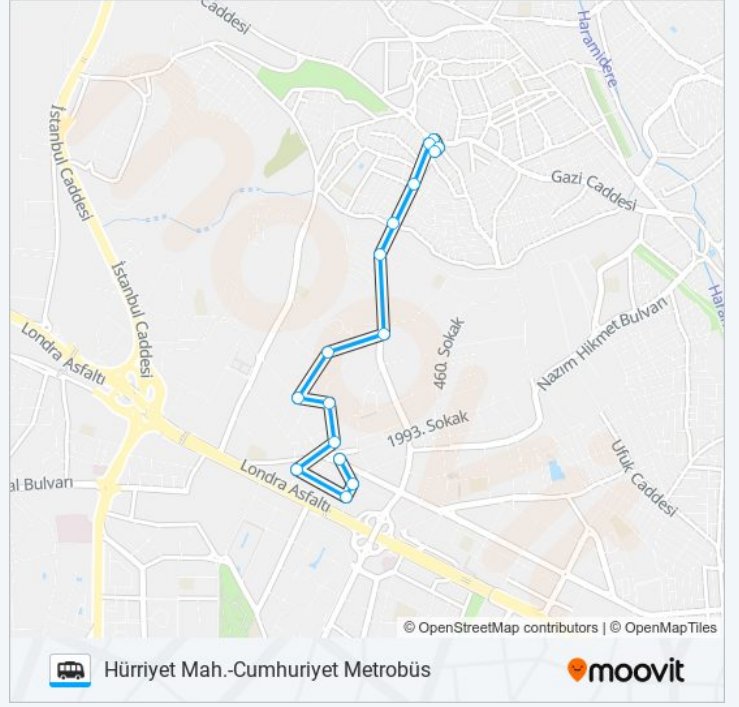 Caddesi
Haramidere
İstanbul Caddesi
Gazi Caddesi
İstanbul Caddesi
Londra Asfaltı
460. Sokak
Nazım Hikmet Bulvarı
1993. Sokak
Ufuk Caddesi
al Bulvarı
Londra Asfaltı
© OpenStreetMap contributors | © OpenMapTiles
Hürriyet Mah.-Cumhuriyet Metrobüs
moovit